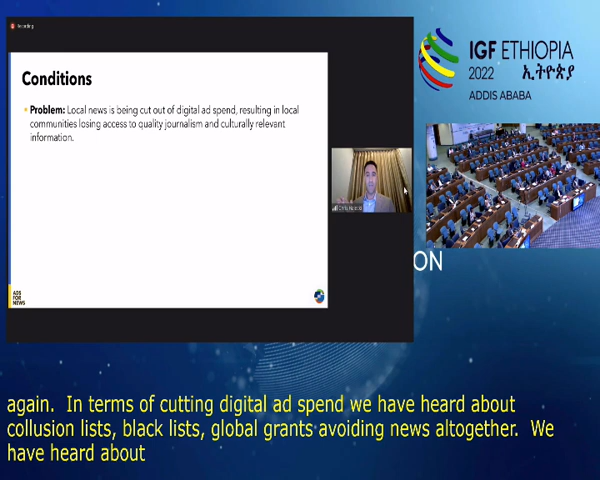 Recording
Conditions
Problem: Local news is being cut out of digital ad spend, resulting in local
communities losing access to quality journalism and culturally relevant
information.
ADS
FOR
NEWS
IGF ETHIOPIA
2022 ኢትዮጵያ
ADDIS ABABA
ON
again. In terms of cutting digital ad spend we have heard about
collusion lists, black lists, global grants avoiding news altogether. We
have heard about